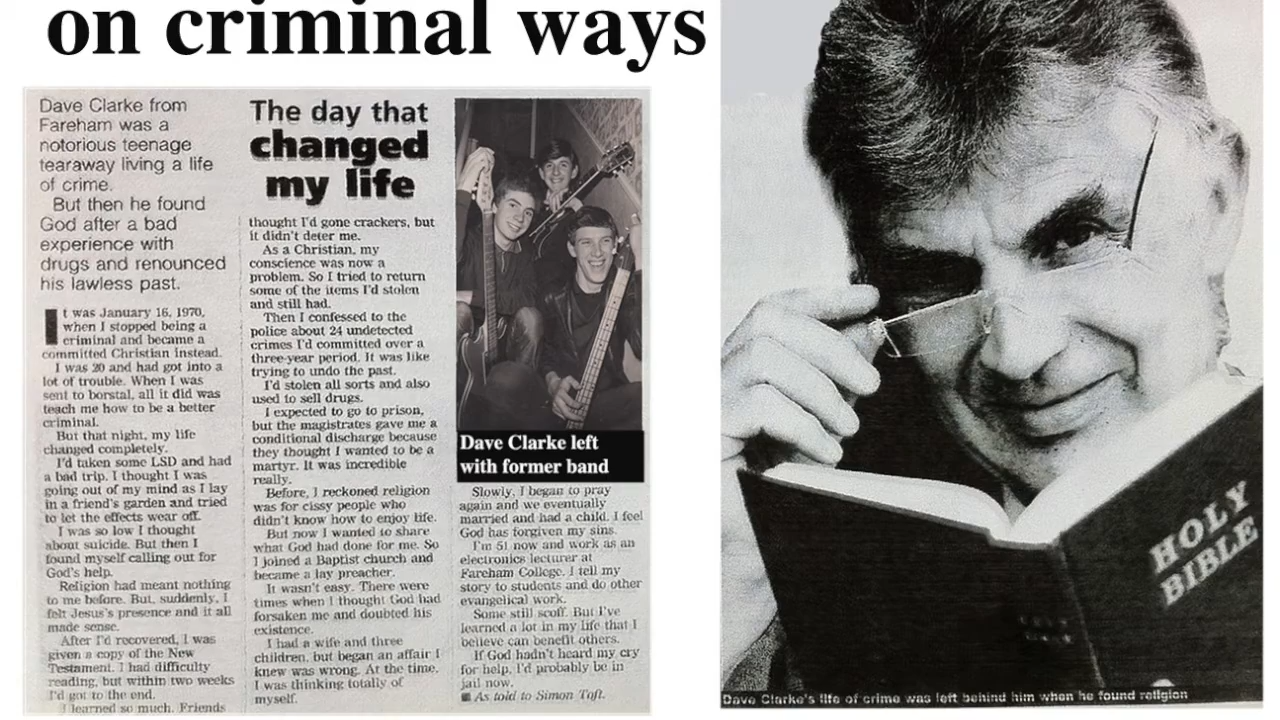 on criminal ways
Dave Clarke from
Fareham was a
notorious teenage
tearaway living a life
of crime.
But then he found
God after a bad
experience with
drugs and renounced
his lawless past.
It was January 16, 1970,
when I stopped being a
criminal and became a
committed Christian instead.
I was 20 and had got into a
lot of trouble. When I was
sent to borstal, all it did was
teach me how to be a better
criminal.
But that night, my life
changed completely.
I'd taken some LSD and had
a bad trip. I thought I was
going out of my mind as I lay
in a friend's garden and tried
to let the effects wear off.
I was so low I thought
about suicide. But then I
found myself calling out for
God's help.
Religion had meant nothing
to me before. But, suddenly, I
felt Jesus's presence and it all
made sense.
After I'd recovered, I was
given a copy of the New
Testament. I had difficulty
reading, but within two weeks
I'd got to the end.
I learned so much. Friends
The day that
changed
my life
thought I'd gone crackers, but
it didn't deter me.
As a Christian, my
conscience was now a
problem. So I tried to return
some of the items I'd stolen
and still had.
Then I confessed to the
police about 24 undetected
crimes I'd committed over a
three-year period. It was like
trying to undo the past.
I'd stolen all sorts and also
used to sell drugs.
I expected to go to prison,
but the magistrates gave me a
conditional discharge because
they thought I wanted to be a
martyr. It was incredible
really.
Before, I reckoned religion
was for cissy people who
didn't know how to enjoy life.
But now I wanted to share
what God had done for me. So
I joined a Baptist church and
became a lay preacher.
It wasn't easy. There were
times when I thought God had
forsaken me and doubted his
existence.
I had a wife and three
children, but began an affair I
knew was wrong. At the time,
I was thinking totally of
myself.
Dave Clarke left
with former band
Slowly, I began to pray
again and we eventually
married and had a child. I feel
God has forgiven my sins.
I'm 51 now and work as an
electronics lecturer at
Fareham College. I tell my
story to students and do other
evangelical work.
Some still scoff. But I've
learned a lot in my life that I
believe can benefit others.
If God hadn't heard my cry
for help, I'd probably be in
jail now.
■ As told to Simon Toft.
HOLY
BIBLE
Dave Clarke's life of crime was left behind him when he found religion